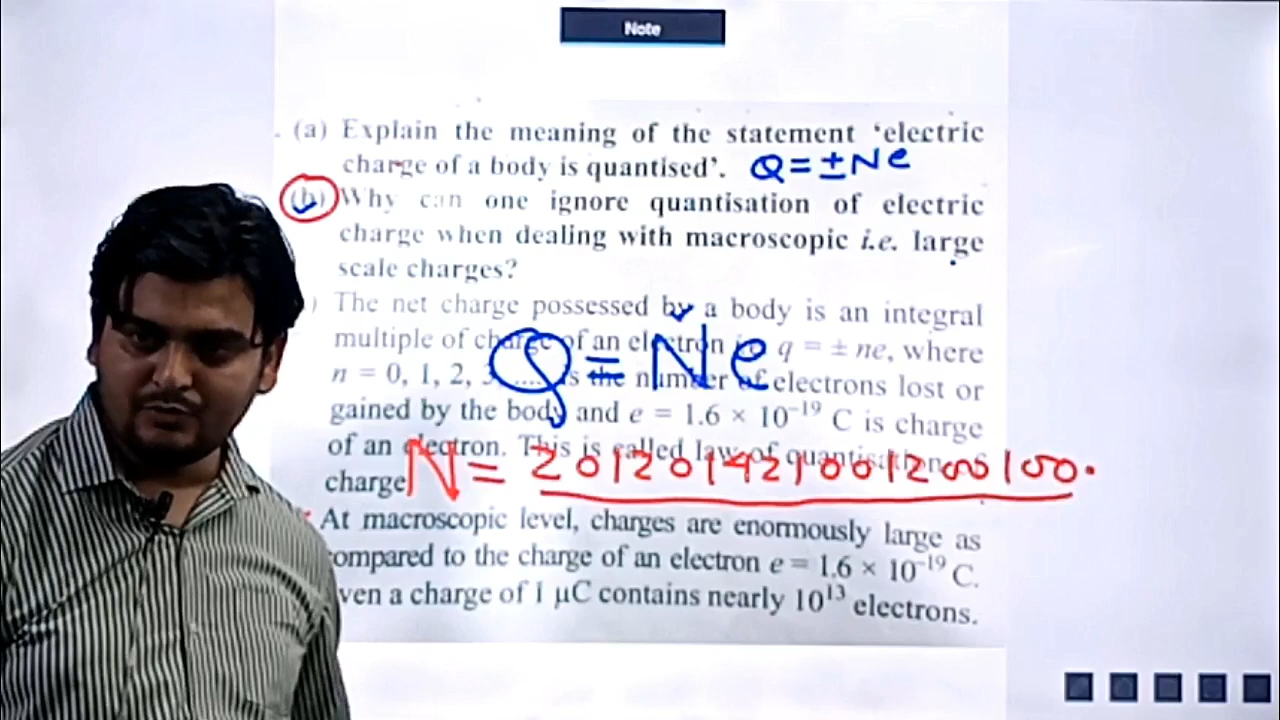 Note
(a) Explain the meaning of the statement ‘electric
charge of a body is quantised’. Q = ±Ne
(b) Why can one ignore quantisation of electric
charge when dealing with macroscopic i.e. large
scale charges?
) The net charge possessed by a body is an integral
multiple of charge of an electron q = ± ne, where
Q = Ne
n = 0, 1, 2, 3 ..... is the number of electrons lost or
gained by the body and e = 1.6 × 10⁻¹⁹ C is charge
of an electron. This is called law of quantisation
N =
charge
At macroscopic level, charges are enormously large as
compared to the charge of an electron e = 1.6 × 10⁻¹⁹ C.
ven a charge of 1 μC contains nearly 10¹³ electrons.